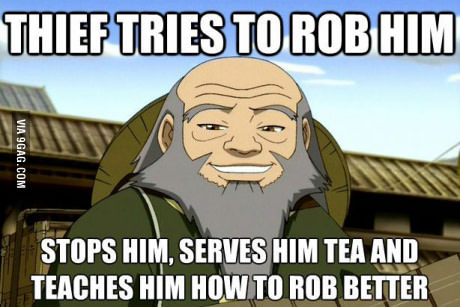 THIEF TRIES TO ROB HIM
VIA 9GAG.COM
STOPS HIM, SERVES HIM TEA AND
TEACHES HIM HOW TO ROB BETTER